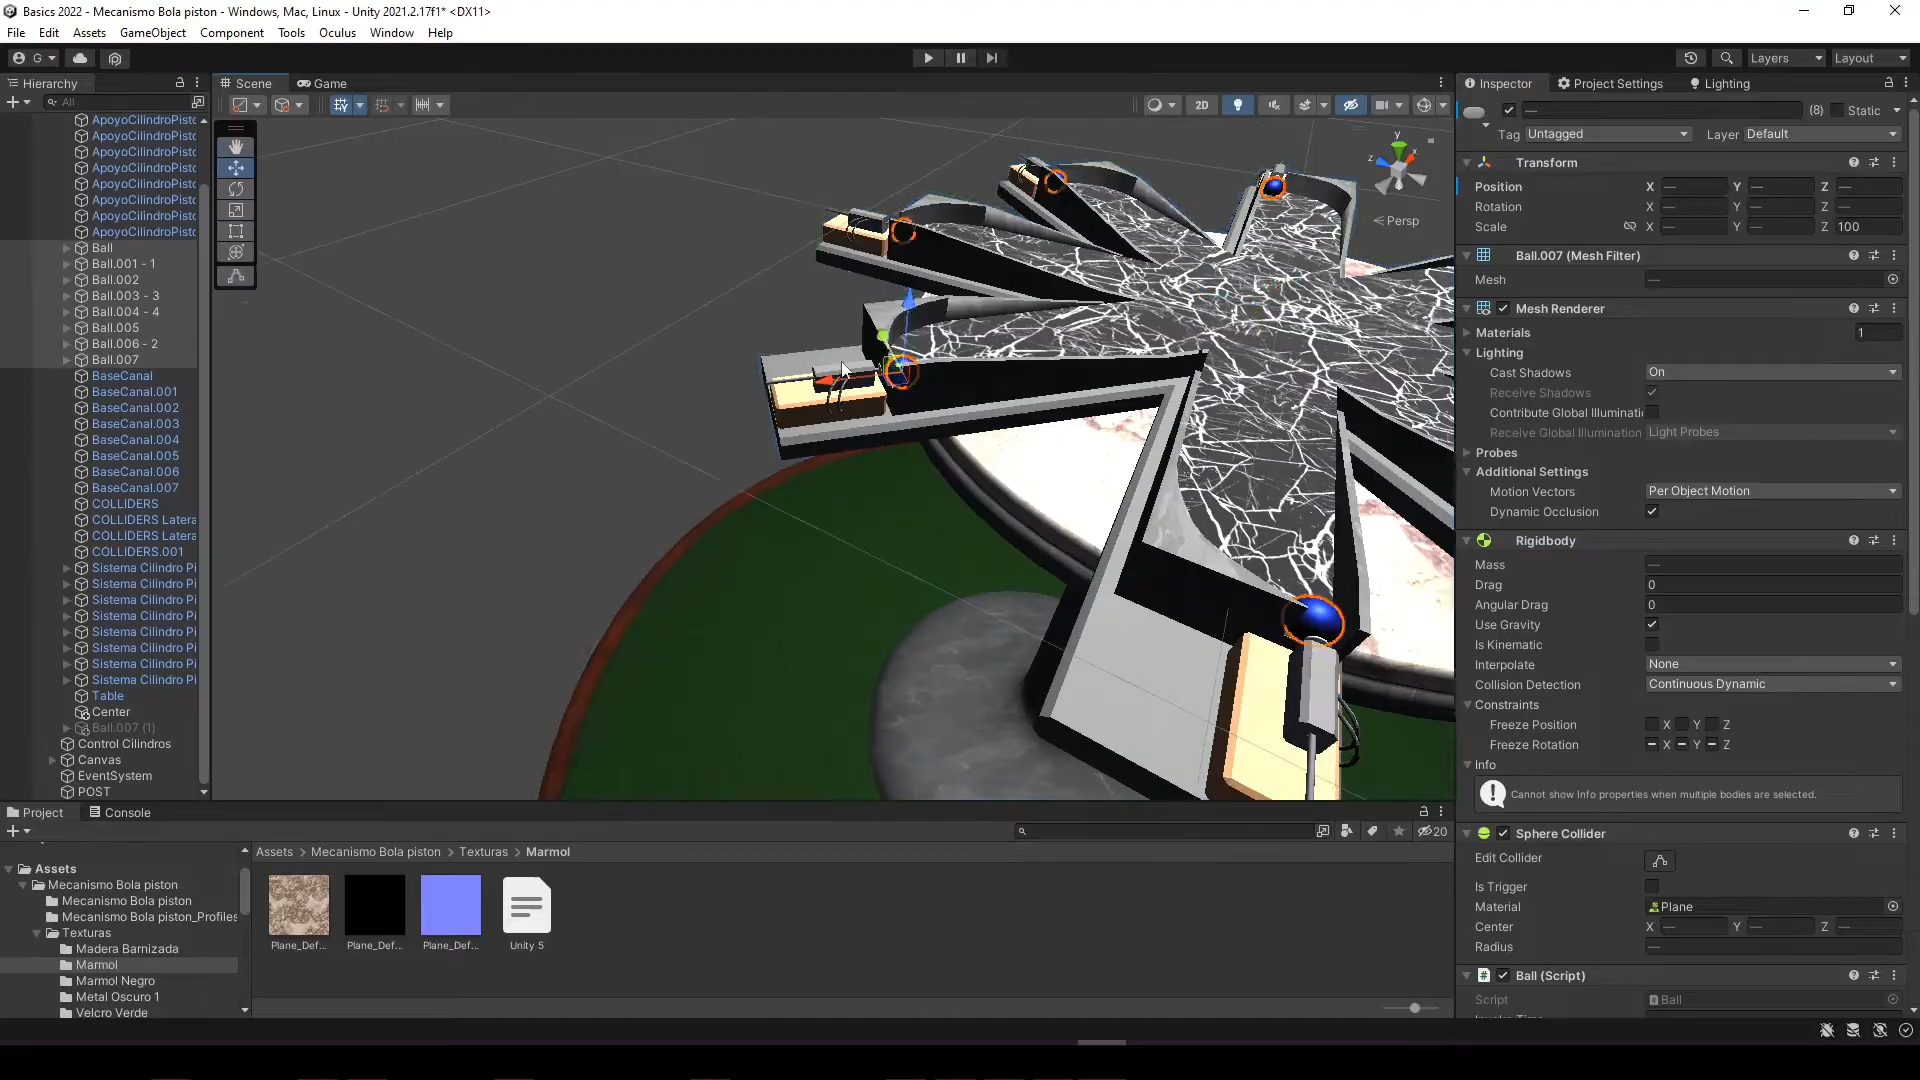 Basics 2022 - Mecanismo Bola piston - Windows, Mac, Linux - Unity 2021.2.17f1* <DX11>
File Edit Assets GameObject Component Tools Oculus Window Help
G Layers Layout
Hierarchy
All
ApoyoCilindroPisto
ApoyoCilindroPisto
ApoyoCilindroPisto
ApoyoCilindroPisto
ApoyoCilindroPisto
ApoyoCilindroPisto
ApoyoCilindroPisto
ApoyoCilindroPisto
Ball
Ball.001 - 1
Ball.002
Ball.003 - 3
Ball.004 - 4
Ball.005
Ball.006 - 2
Ball.007
BaseCanal
BaseCanal.001
BaseCanal.002
BaseCanal.003
BaseCanal.004
BaseCanal.005
BaseCanal.006
BaseCanal.007
COLLIDERS
COLLIDERS Latera
COLLIDERS Latera
COLLIDERS.001
Sistema Cilindro Pi
Sistema Cilindro Pi
Sistema Cilindro Pi
Sistema Cilindro Pi
Sistema Cilindro Pi
Sistema Cilindro Pi
Sistema Cilindro Pi
Sistema Cilindro Pi
Table
Center
Ball.007 (1)
Control Cilindros
Canvas
EventSystem
POST
Scene Game
2D
y
x
z
< Persp
Inspector Project Settings Lighting
— (8) Static
Tag Untagged Layer Default
Transform
Position X — Y — Z —
Rotation X — Y — Z —
Scale X — Y — Z 100
Ball.007 (Mesh Filter)
Mesh —
Mesh Renderer
Materials 1
Lighting
Cast Shadows On
Receive Shadows
Contribute Global Illuminati
Receive Global Illumination Light Probes
Probes
Additional Settings
Motion Vectors Per Object Motion
Dynamic Occlusion
Rigidbody
Mass —
Drag 0
Angular Drag 0
Use Gravity
Is Kinematic
Interpolate None
Collision Detection Continuous Dynamic
Constraints
Freeze Position X Y Z
Freeze Rotation X Y Z
Info
Cannot show Info properties when multiple bodies are selected.
Sphere Collider
Edit Collider
Is Trigger
Material Plane
Center X — Y — Z —
Radius —
Ball (Script)
Script Ball
Project Console
20
Assets
Mecanismo Bola piston
Mecanismo Bola piston
Mecanismo Bola piston_Profiles
Texturas
Madera Barnizada
Marmol
Marmol Negro
Metal Oscuro 1
Velcro Verde
Assets > Mecanismo Bola piston > Texturas > Marmol
Plane_Def... Plane_Def... Plane_Def... Unity 5